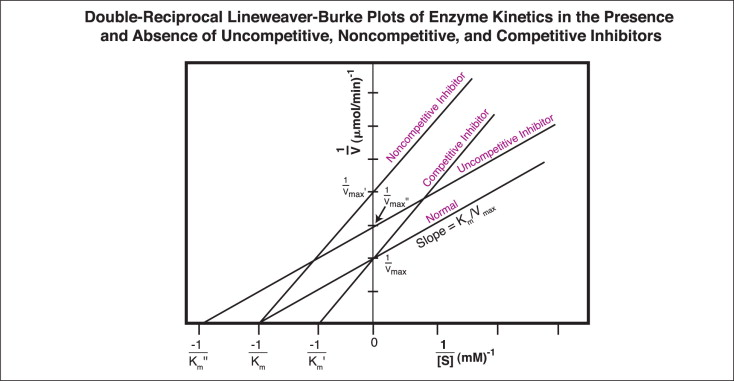 Double-Reciprocal Lineweaver-Burke Plots of Enzyme Kinetics in the Presence
and Absence of Uncompetitive, Noncompetitive, and Competitive Inhibitors
1/V (μmol/min)⁻¹
Noncompetitive Inhibitor
Competitive Inhibitor
Uncompetitive Inhibitor
1/Vmax'
1/Vmax"
Normal
Slope = Km/Vmax
1/Vmax
-1/Km"
-1/Km
-1/Km'
0
1/[S] (mM)⁻¹